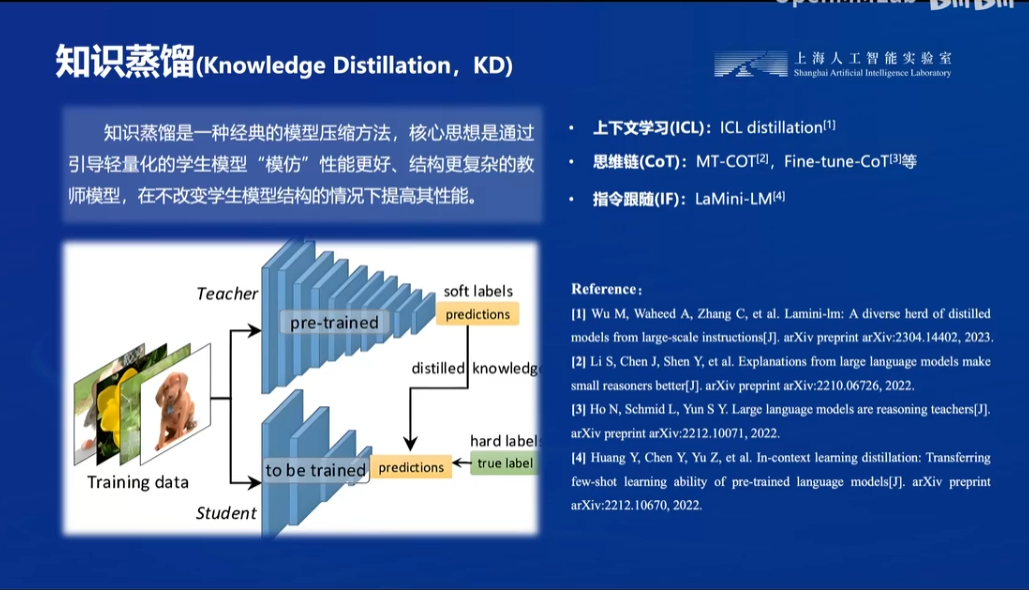 知识蒸馏(Knowledge Distillation，KD)
上海人工智能实验室
Shanghai Artificial Intelligence Laboratory
知识蒸馏是一种经典的模型压缩方法，核心思想是通过
引导轻量化的学生模型“模仿”性能更好、结构更复杂的教
师模型，在不改变学生模型结构的情况下提高其性能。
• 上下文学习(ICL)：ICL distillation[1]
• 思维链(CoT)：MT-COT[2]，Fine-tune-CoT[3]等
• 指令跟随(IF)：LaMini-LM[4]
Teacher
pre-trained
soft labels
predictions
distilled knowledg
Training data
to be trained
predictions
hard label
true label
Student
Reference：
[1] Wu M, Waheed A, Zhang C, et al. Lamini-lm: A diverse herd of distilled
models from large-scale instructions[J]. arXiv preprint arXiv:2304.14402, 2023.
[2] Li S, Chen J, Shen Y, et al. Explanations from large language models make
small reasoners better[J]. arXiv preprint arXiv:2210.06726, 2022.
[3] Ho N, Schmid L, Yun S Y. Large language models are reasoning teachers[J].
arXiv preprint arXiv:2212.10071, 2022.
[4] Huang Y, Chen Y, Yu Z, et al. In-context learning distillation: Transferring
few-shot learning ability of pre-trained language models[J]. arXiv preprint
arXiv:2212.10670, 2022.